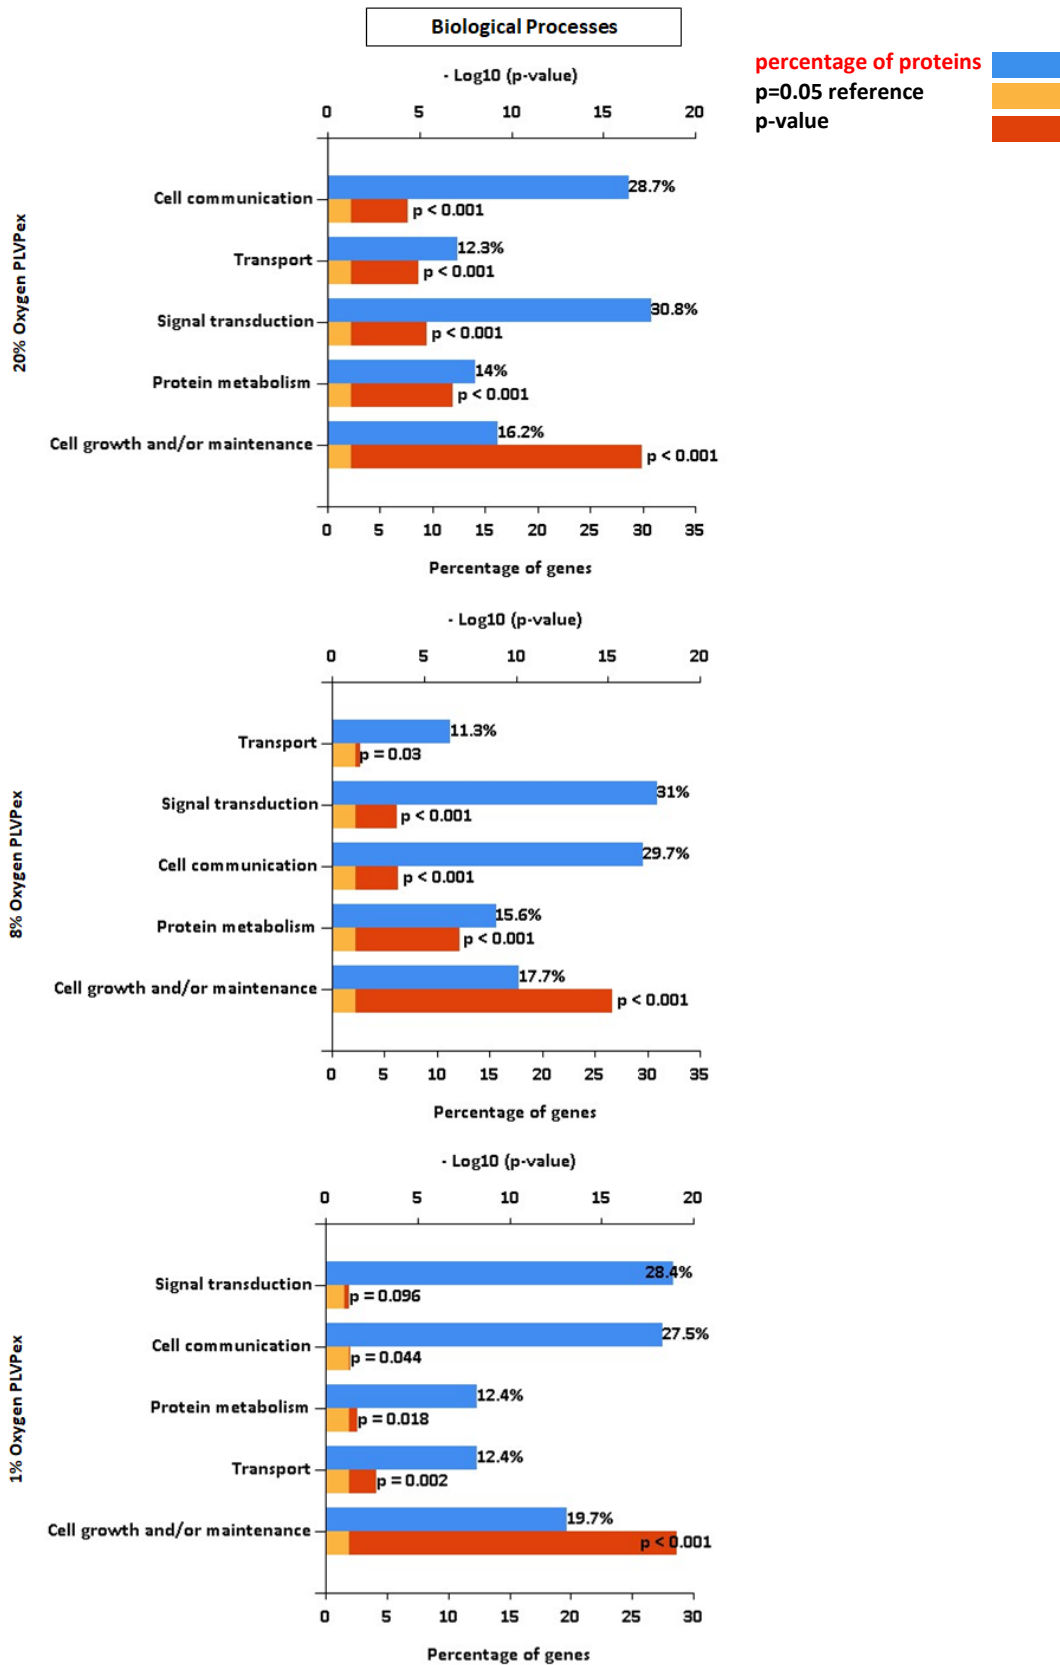 Biological Processes
percentage of proteins
p=0.05 reference
p-value
20% Oxygen PLVPex
- Log10 (p-value)
0 5 10 15 20
Cell communication 28.7%
p < 0.001
Transport 12.3%
p < 0.001
Signal transduction 30.8%
p < 0.001
Protein metabolism 14%
p < 0.001
Cell growth and/or maintenance 16.2%
p < 0.001
0 5 10 15 20 25 30 35
Percentage of genes
8% Oxygen PLVPex
- Log10 (p-value)
0 5 10 15 20
Transport 11.3%
p = 0.03
Signal transduction 31%
p < 0.001
Cell communication 29.7%
p < 0.001
Protein metabolism 15.6%
p < 0.001
Cell growth and/or maintenance 17.7%
p < 0.001
0 5 10 15 20 25 30 35
Percentage of genes
1% Oxygen PLVPex
- Log10 (p-value)
0 5 10 15 20
Signal transduction 28.4%
p = 0.096
Cell communication 27.5%
p = 0.044
Protein metabolism 12.4%
p = 0.018
Transport 12.4%
p = 0.002
Cell growth and/or maintenance 19.7%
p < 0.001
0 5 10 15 20 25 30
Percentage of genes